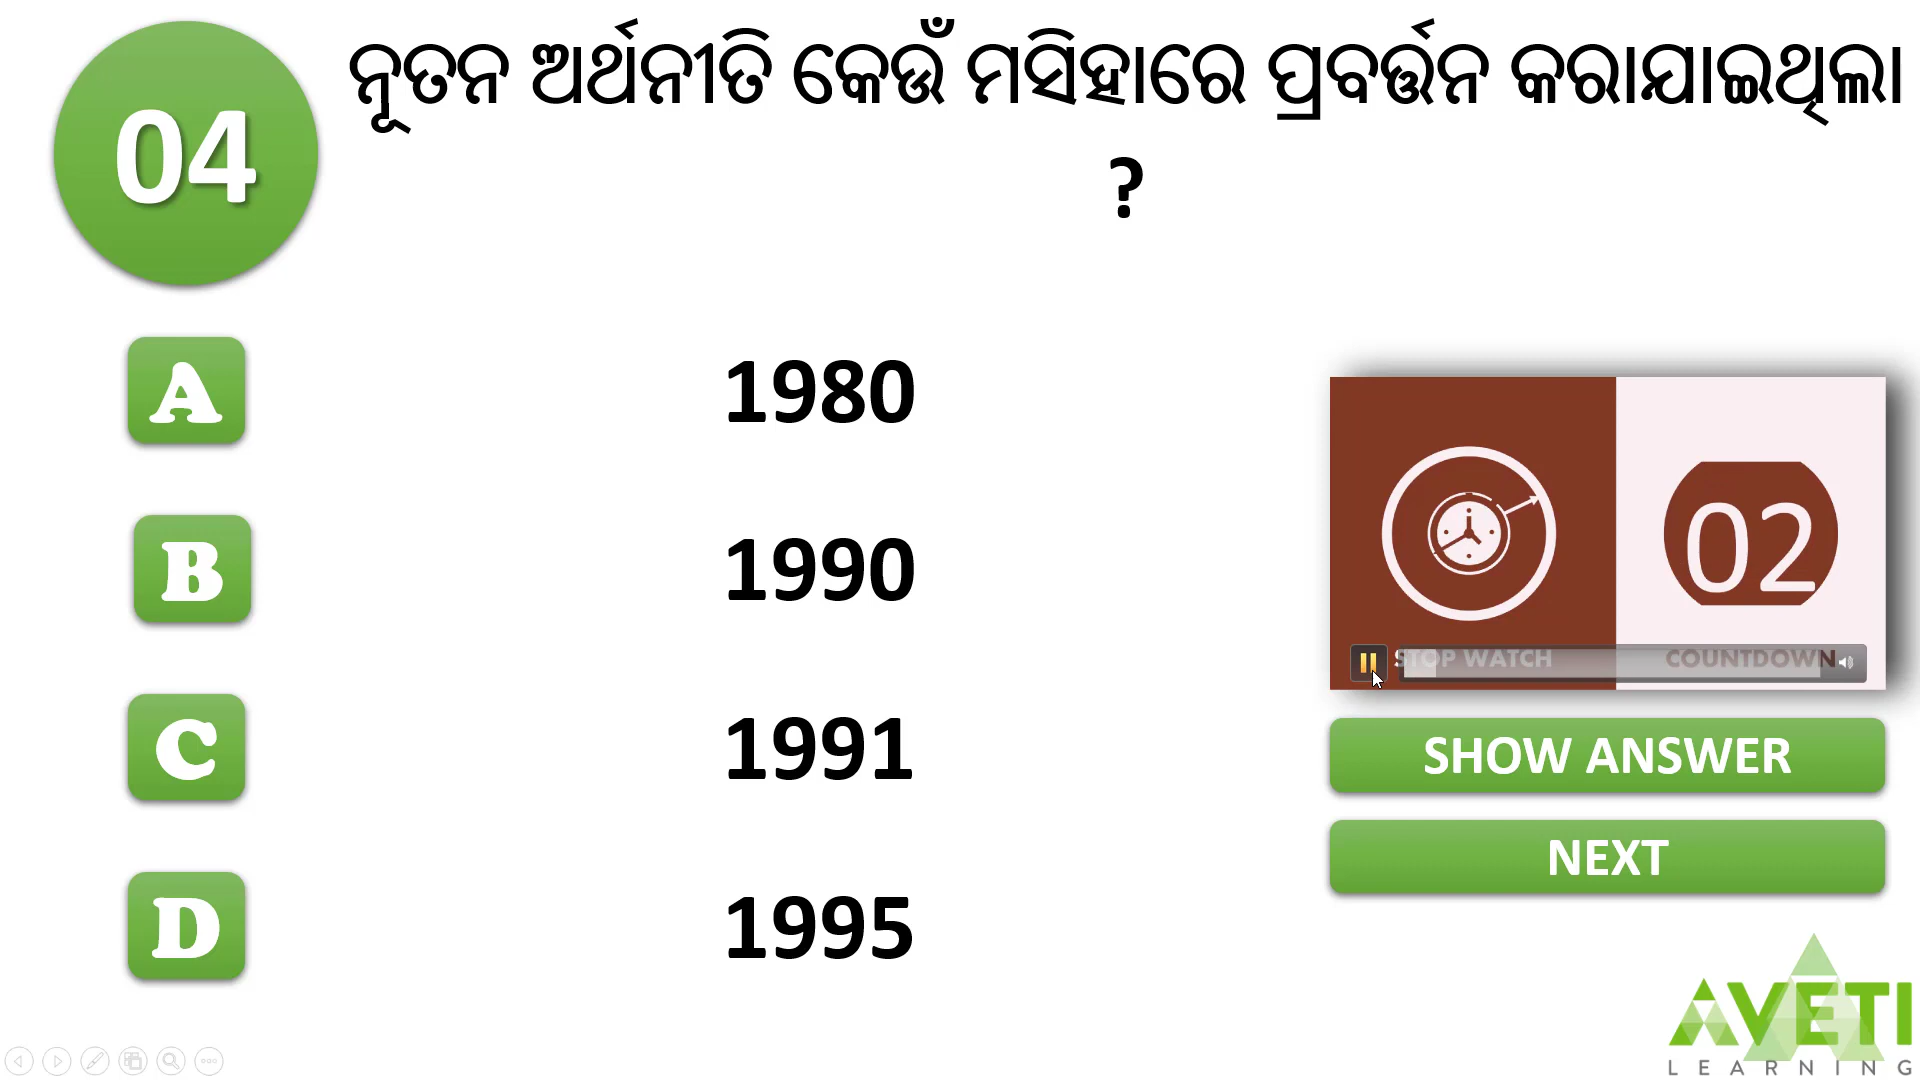 04
ନୂତନ ଅର୍ଥନୀତି କେଉଁ ମସିହାରେ ପ୍ରବର୍ତ୍ତନ କରାଯାଇଥିଲା
?
A
1980
B
1990
C
1991
D
1995
02
STOP WATCH
COUNTDOWN
SHOW ANSWER
NEXT
AVETI
LEARNING